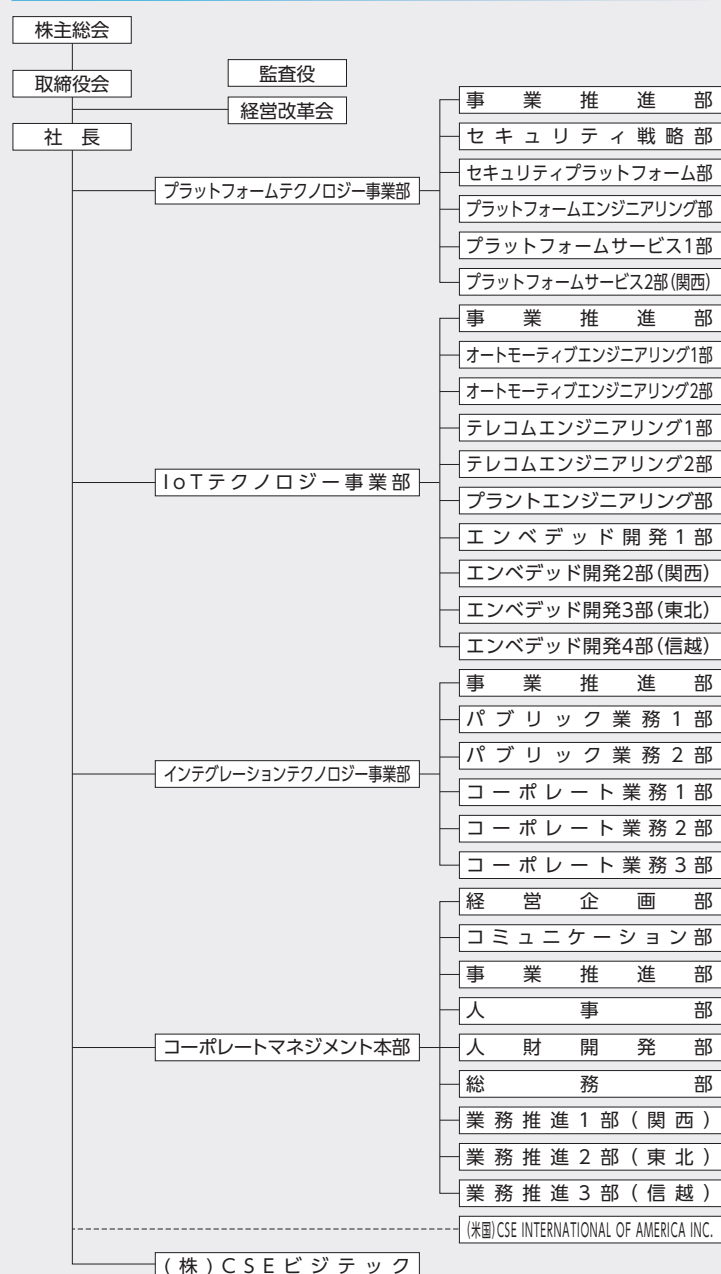 株主総会
取締役会
監査役
経営改革会
社長
プラットフォームテクノロジー事業部
事業推進部
セキュリティ戦略部
セキュリティプラットフォーム部
プラットフォームエンジニアリング部
プラットフォームサービス1部
プラットフォームサービス2部(関西)
IoTテクノロジー事業部
事業推進部
オートモーティブエンジニアリング1部
オートモーティブエンジニアリング2部
テレコムエンジニアリング1部
テレコムエンジニアリング2部
プラントエンジニアリング部
エンベデッド開発1部
エンベデッド開発2部(関西)
エンベデッド開発3部(東北)
エンベデッド開発4部(信越)
インテグレーションテクノロジー事業部
事業推進部
パブリック業務1部
パブリック業務2部
コーポレート業務1部
コーポレート業務2部
コーポレート業務3部
コーポレートマネジメント本部
経営企画部
コミュニケーション部
事業推進部
人事部
人財開発部
総務部
業務推進1部(関西)
業務推進2部(東北)
業務推進3部(信越)
(米国)CSE INTERNATIONAL OF AMERICA INC.
(株)CSEビジテック